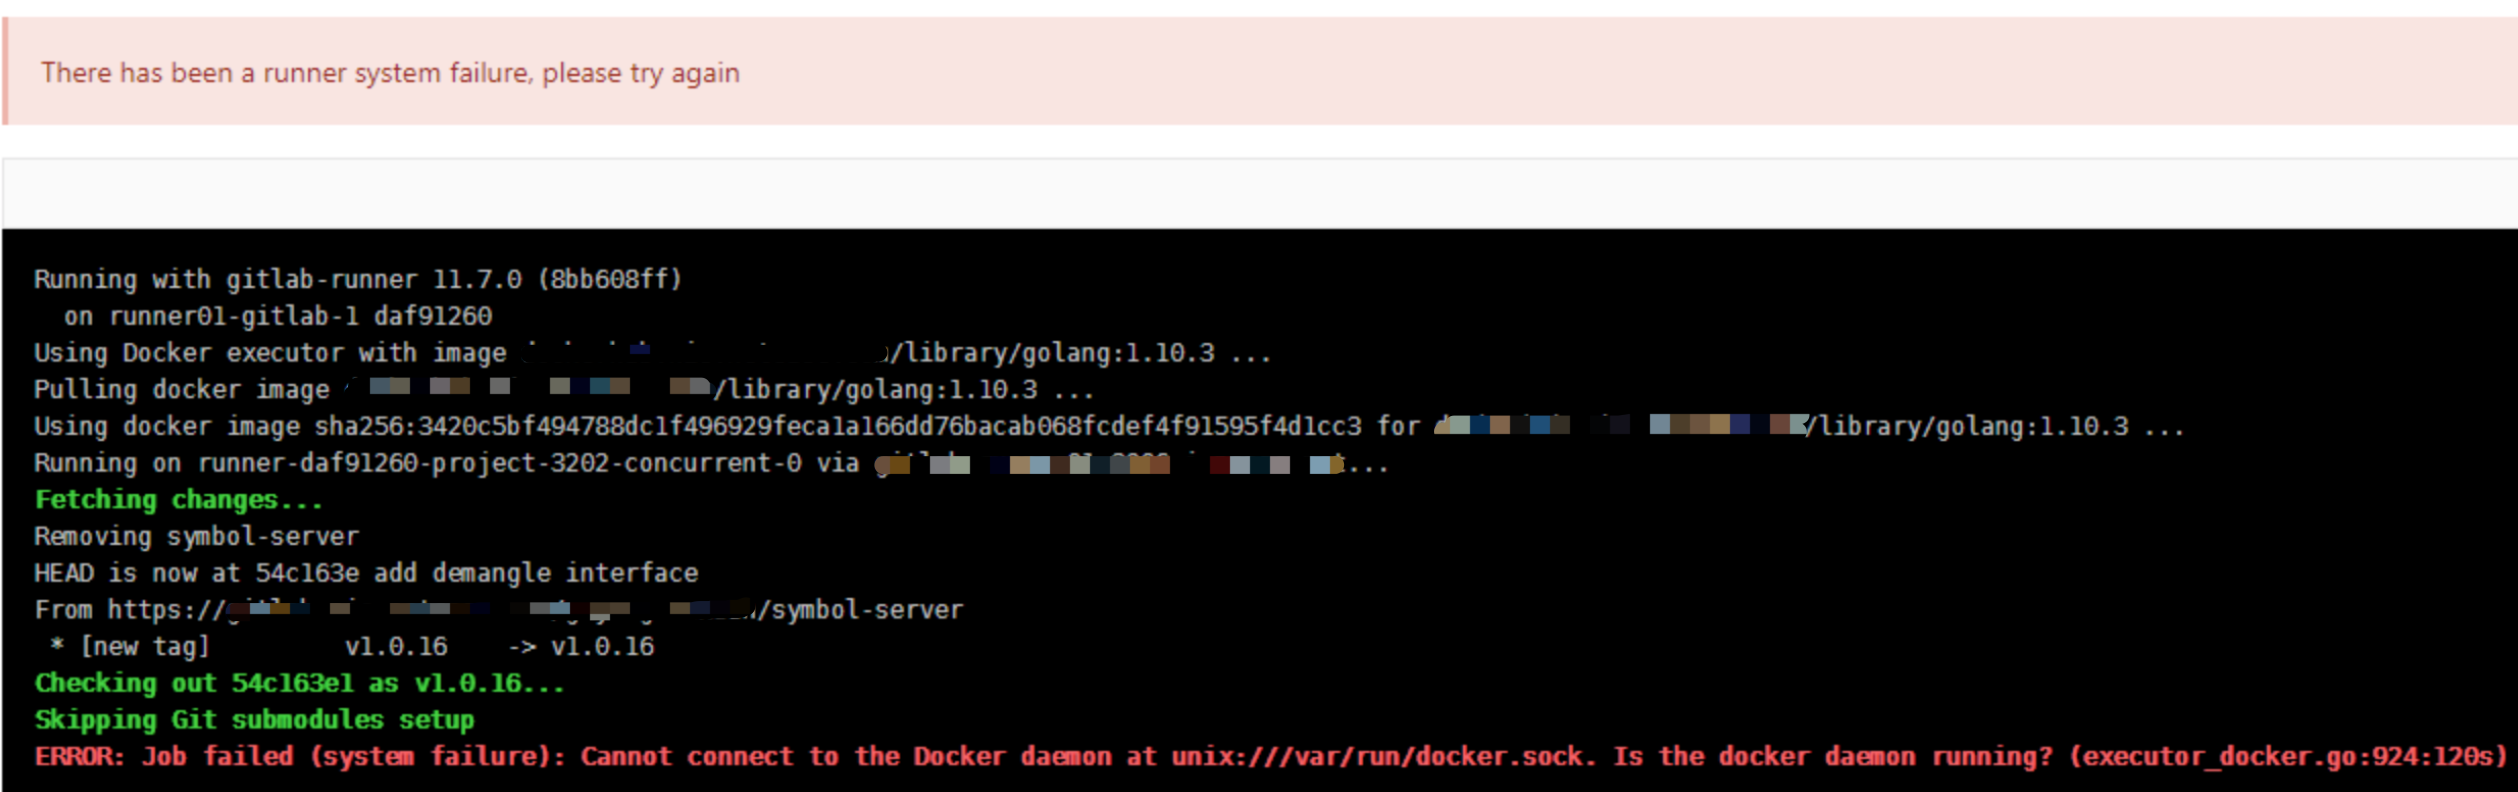 There has been a runner system failure, please try again
Running with gitlab-runner 11.7.0 (8bb608ff)
on runner01-gitlab-1 daf91260
Using Docker executor with image /library/golang:1.10.3 ...
Pulling docker image /library/golang:1.10.3 ...
Using docker image sha256:3420c5bf494788dc1f496929feca1a166dd76bacab068fcdef4f91595f4d1cc3 for /library/golang:1.10.3 ...
Running on runner-daf91260-project-3202-concurrent-0 via ...
Fetching changes...
Removing symbol-server
HEAD is now at 54c163e add demangle interface
From https:// /symbol-server
* [new tag] v1.0.16 -> v1.0.16
Checking out 54c163e1 as v1.0.16...
Skipping Git submodules setup
ERROR: Job failed (system failure): Cannot connect to the Docker daemon at unix:///var/run/docker.sock. Is the docker daemon running? (executor_docker.go:924:120s)